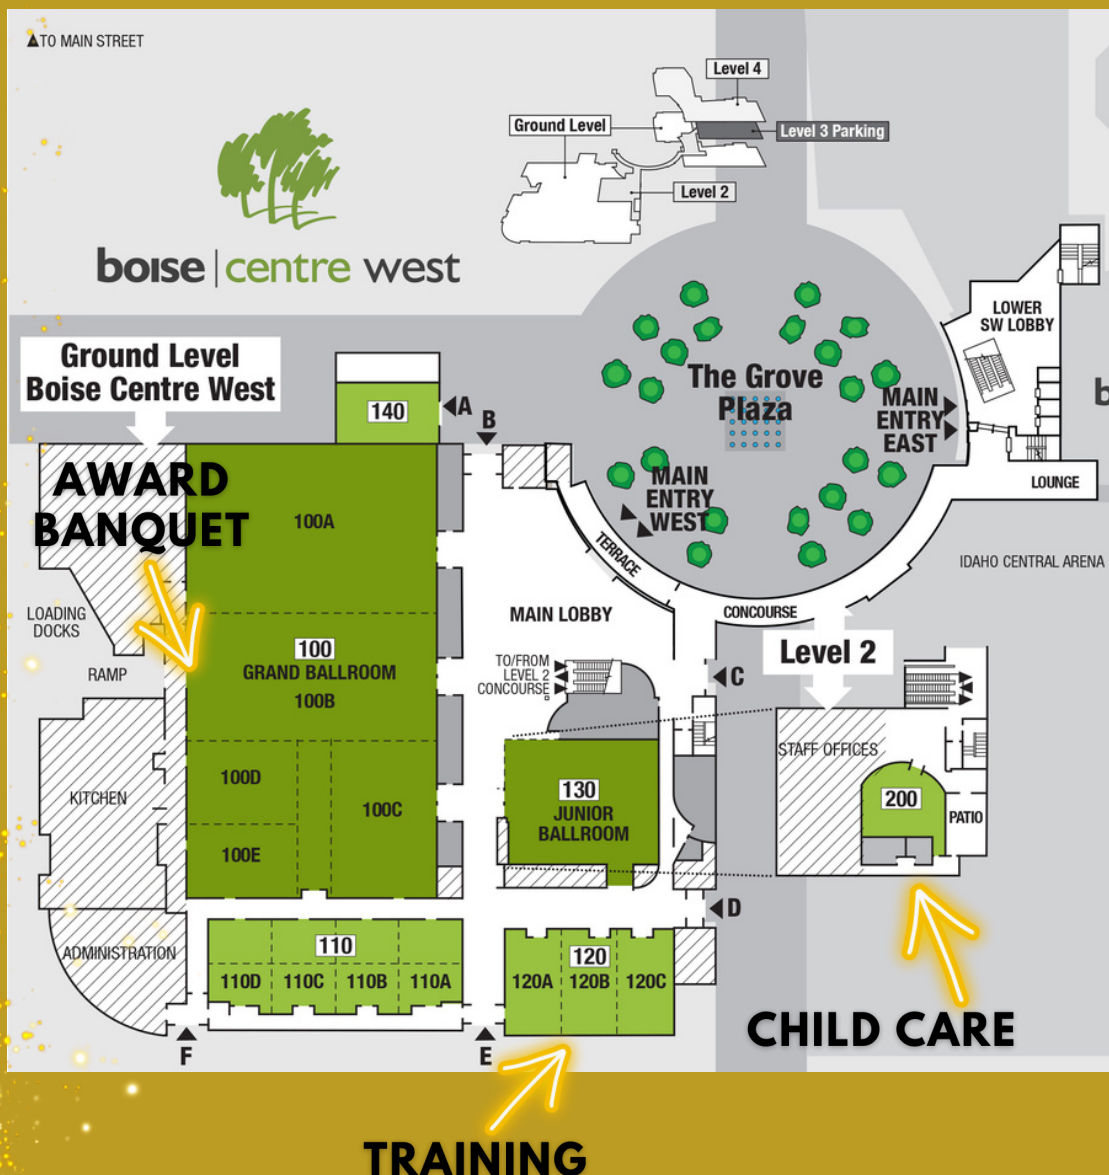 TO MAIN STREET
Level 4
Ground Level
Level 3 Parking
Level 2
boise | centre west
LOWER
SW LOBBY
Ground Level
Boise Centre West
The Grove
Plaza
MAIN
ENTRY
EAST
140
A
B
b
AWARD
BANQUET
MAIN
ENTRY
WEST
LOUNGE
100A
TERRACE
IDAHO CENTRAL ARENA
LOADING
DOCKS
MAIN LOBBY
CONCOURSE
100
GRAND BALLROOM
100B
RAMP
TO/FROM
LEVEL 2
CONCOURSE
C
Level 2
STAFF OFFICES
100D
100C
100E
KITCHEN
130
JUNIOR
BALLROOM
200
PATIO
D
ADMINISTRATION
110
110D
110C
110B
110A
120
120A
120B
120C
CHILD CARE
F
E
TRAINING